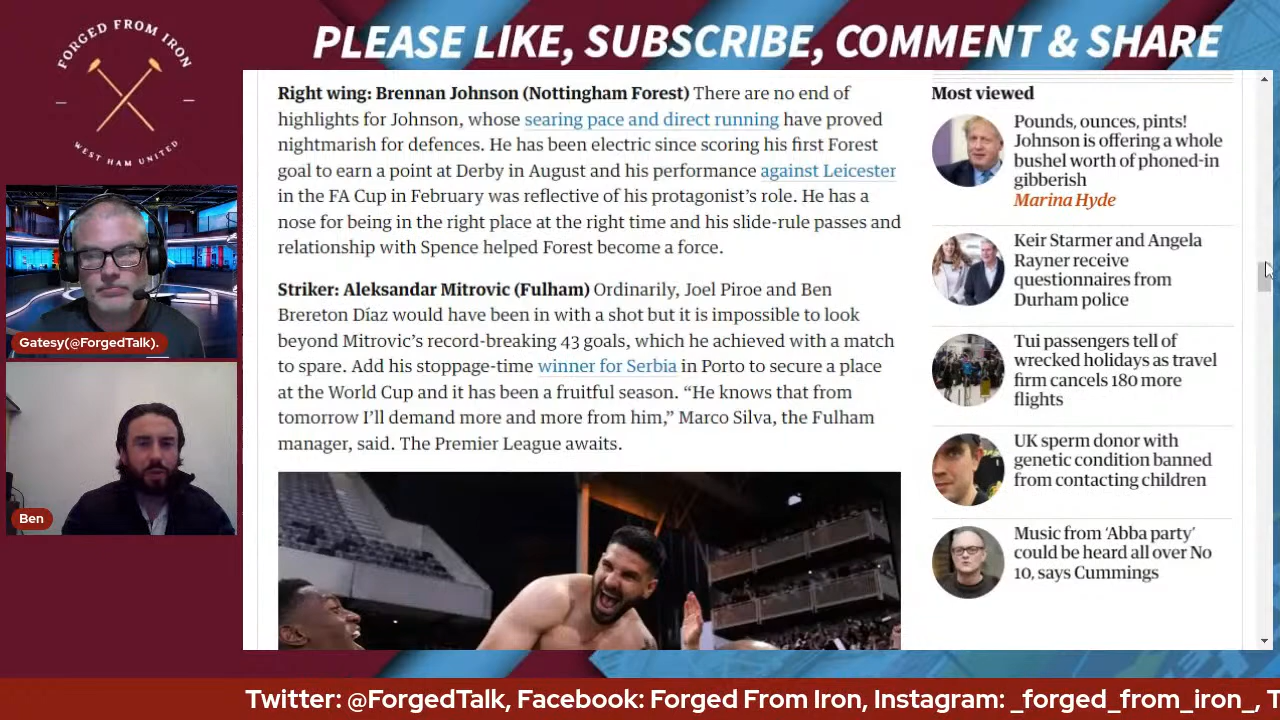 FORGED FROM IRON
WEST HAM UNITED
PLEASE LIKE, SUBSCRIBE, COMMENT & SHARE
Gatesy(@ForgedTalk).
Ben
Right wing: Brennan Johnson (Nottingham Forest) There are no end of
highlights for Johnson, whose searing pace and direct running have proved
nightmarish for defences. He has been electric since scoring his first Forest
goal to earn a point at Derby in August and his performance against Leicester
in the FA Cup in February was reflective of his protagonist’s role. He has a
nose for being in the right place at the right time and his slide-rule passes and
relationship with Spence helped Forest become a force.
Striker: Aleksandar Mitrovic (Fulham) Ordinarily, Joel Piroe and Ben
Brereton Díaz would have been in with a shot but it is impossible to look
beyond Mitrovic’s record-breaking 43 goals, which he achieved with a match
to spare. Add his stoppage-time winner for Serbia in Porto to secure a place
at the World Cup and it has been a fruitful season. “He knows that from
tomorrow I’ll demand more and more from him,” Marco Silva, the Fulham
manager, said. The Premier League awaits.
Most viewed
Pounds, ounces, pints!
Johnson is offering a whole
bushel worth of phoned-in
gibberish
Marina Hyde
Keir Starmer and Angela
Rayner receive
questionnaires from
Durham police
Tui passengers tell of
wrecked holidays as travel
firm cancels 180 more
flights
UK sperm donor with
genetic condition banned
from contacting children
Music from ‘Abba party’
could be heard all over No
10, says Cummings
Twitter: @ForgedTalk, Facebook: Forged From Iron, Instagram: _forged_from_iron_, T